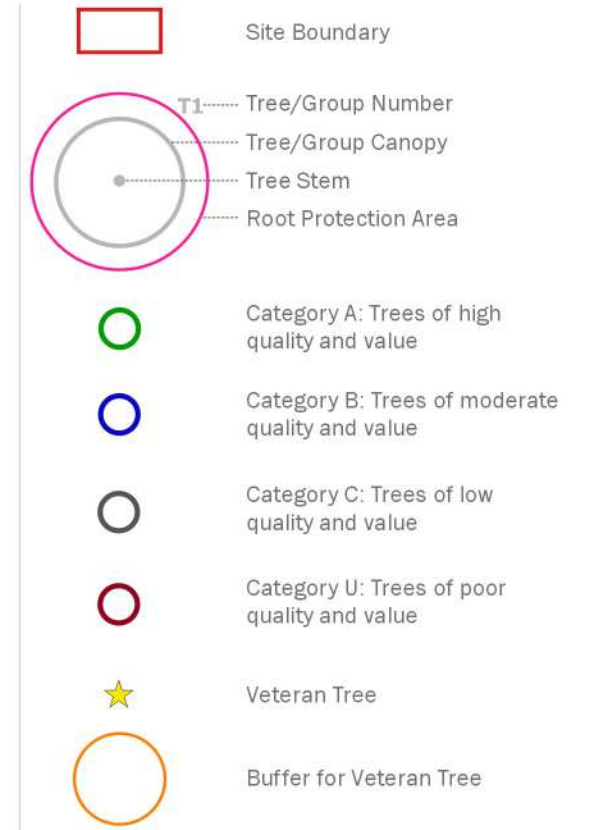 Site Boundary
T1
Tree/Group Number
Tree/Group Canopy
Tree Stem
Root Protection Area
Category A: Trees of high
quality and value
Category B: Trees of moderate
quality and value
Category C: Trees of low
quality and value
Category U: Trees of poor
quality and value
Veteran Tree
Buffer for Veteran Tree